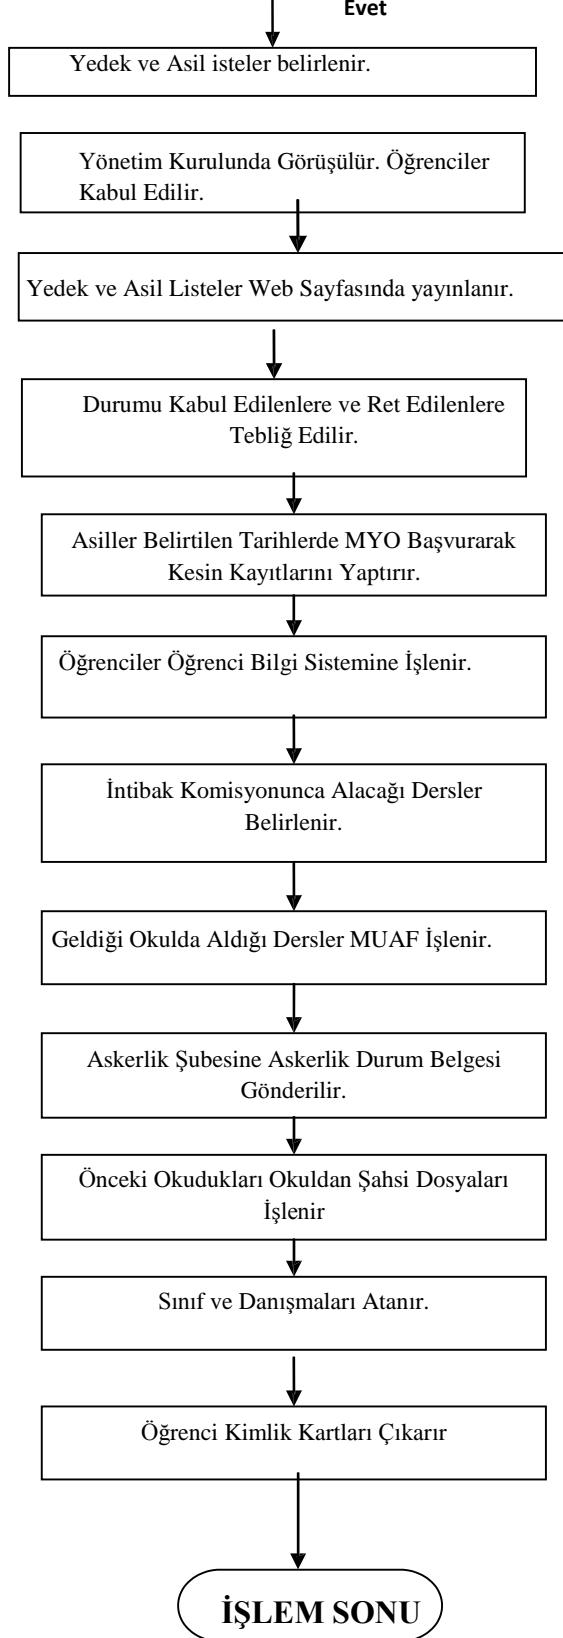 Evet
Yedek ve Asil isteler belirlenir.
Yönetim Kurulunda Görüşülür. Öğrenciler
Kabul Edilir.
Yedek ve Asil Listeler Web Sayfasında yayınlanır.
Durumu Kabul Edilenlere ve Ret Edilenlere
Tebliğ Edilir.
Asiller Belirtilen Tarihlerde MYO Başvurarak
Kesin Kayıtlarını Yaptırır.
Öğrenciler Öğrenci Bilgi Sistemine İşlenir.
İntibak Komisyonunca Alacağı Dersler
Belirlenir.
Geldiği Okulda Aldığı Dersler MUAF İşlenir.
Askerlik Şubesine Askerlik Durum Belgesi
Gönderilir.
Önceki Okudukları Okuldan Şahsi Dosyaları
İşlenir
Sınıf ve Danışmaları Atanır.
Öğrenci Kimlik Kartları Çıkarır
İŞLEM SONU